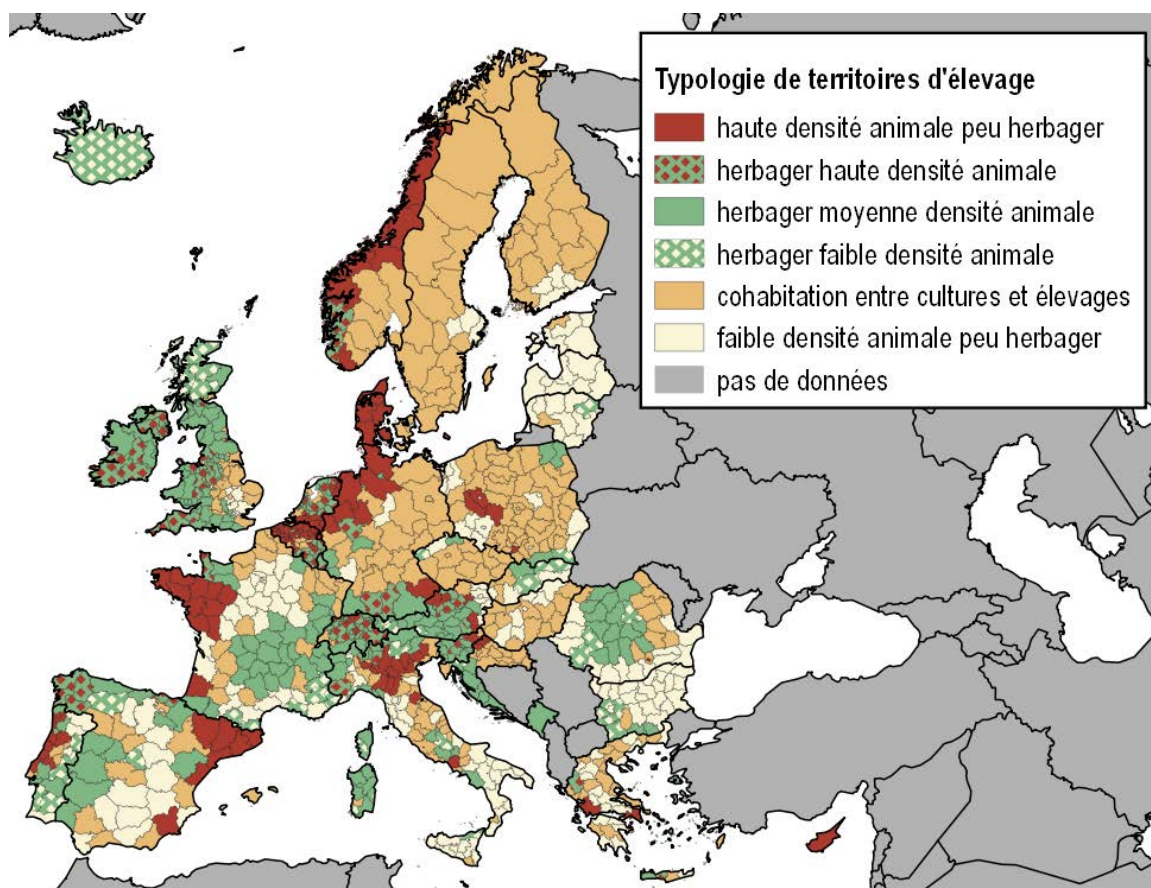 Typologie de territoires d'élevage
haute densité animale peu herbager
herbager haute densité animale
herbager moyenne densité animale
herbager faible densité animale
cohabitation entre cultures et élevages
faible densité animale peu herbager
pas de données